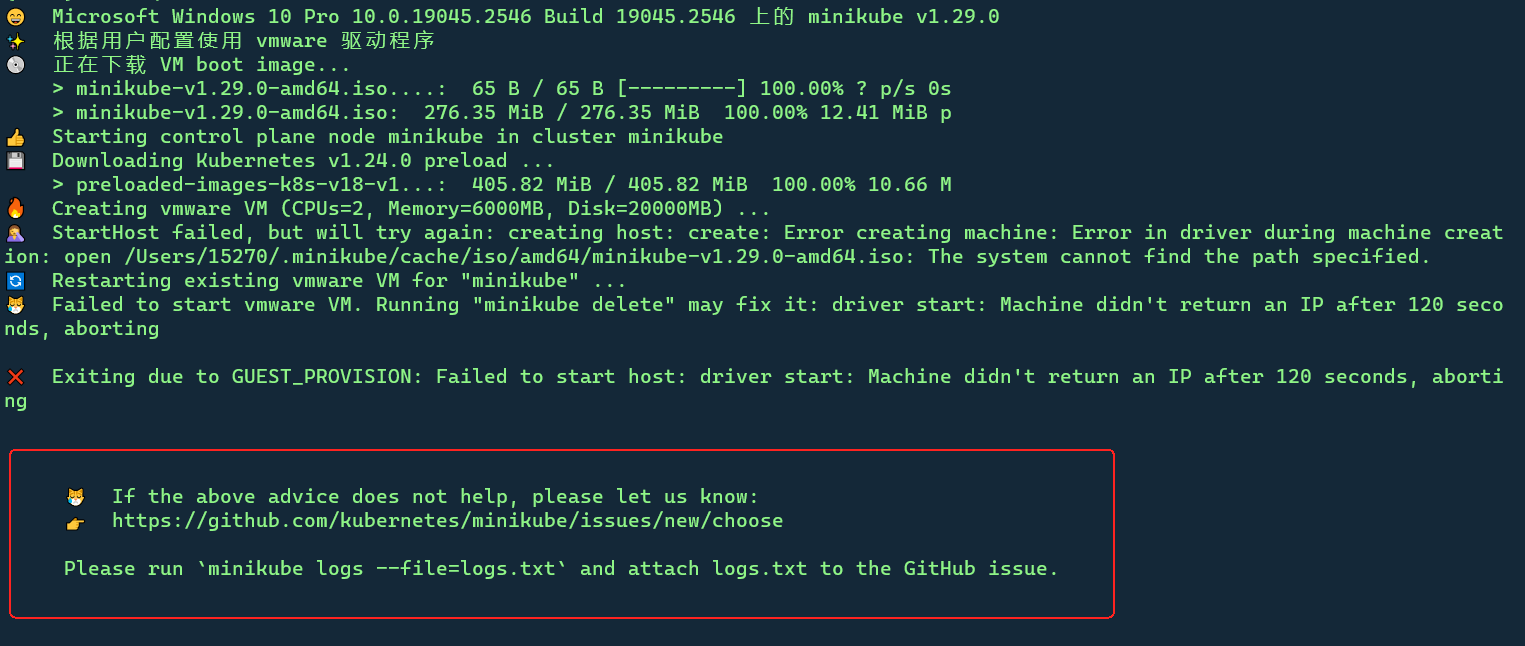 Microsoft Windows 10 Pro 10.0.19045.2546 Build 19045.2546 上的 minikube v1.29.0
根据用户配置使用 vmware 驱动程序
正在下载 VM boot image...
> minikube-v1.29.0-amd64.iso....:  65 B / 65 B [---------] 100.00% ? p/s 0s
> minikube-v1.29.0-amd64.iso:  276.35 MiB / 276.35 MiB  100.00% 12.41 MiB p
Starting control plane node minikube in cluster minikube
Downloading Kubernetes v1.24.0 preload ...
> preloaded-images-k8s-v18-v1...:  405.82 MiB / 405.82 MiB  100.00% 10.66 M
Creating vmware VM (CPUs=2, Memory=6000MB, Disk=20000MB) ...
StartHost failed, but will try again: creating host: create: Error creating machine: Error in driver during machine creat
ion: open /Users/15270/.minikube/cache/iso/amd64/minikube-v1.29.0-amd64.iso: The system cannot find the path specified.
Restarting existing vmware VM for "minikube" ...
Failed to start vmware VM. Running "minikube delete" may fix it: driver start: Machine didn't return an IP after 120 seco
nds, aborting
Exiting due to GUEST_PROVISION: Failed to start host: driver start: Machine didn't return an IP after 120 seconds, aborti
ng
If the above advice does not help, please let us know:
https://github.com/kubernetes/minikube/issues/new/choose
Please run `minikube logs --file=logs.txt` and attach logs.txt to the GitHub issue.